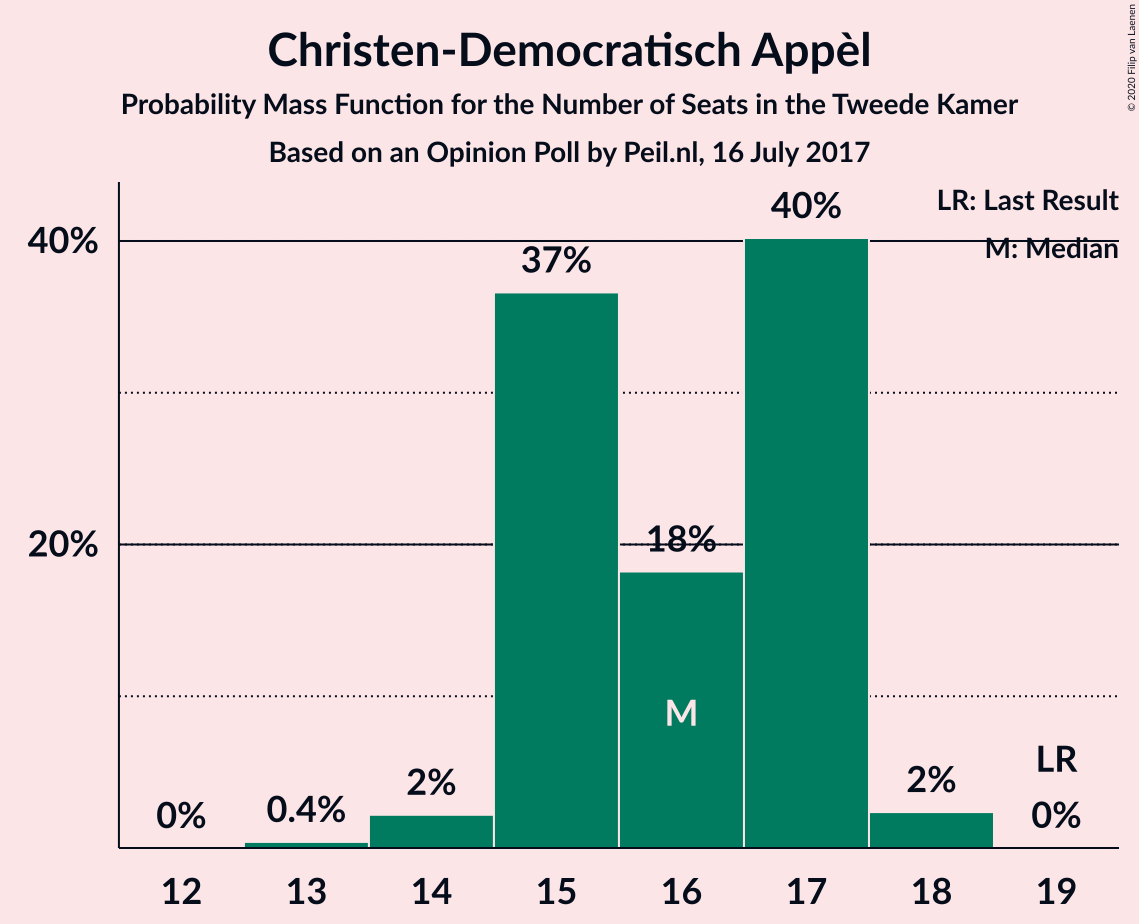 Christen-Democratisch Appèl
Probability Mass Function for the Number of Seats in the Tweede Kamer
Based on an Opinion Poll by Peil.nl, 16 July 2017
© 2020 Filip van Laenen
LR: Last Result
M: Median
40%
20%
0%
0.4%
2%
37%
18%
40%
2%
0%
LR
M
12 13 14 15 16 17 18 19